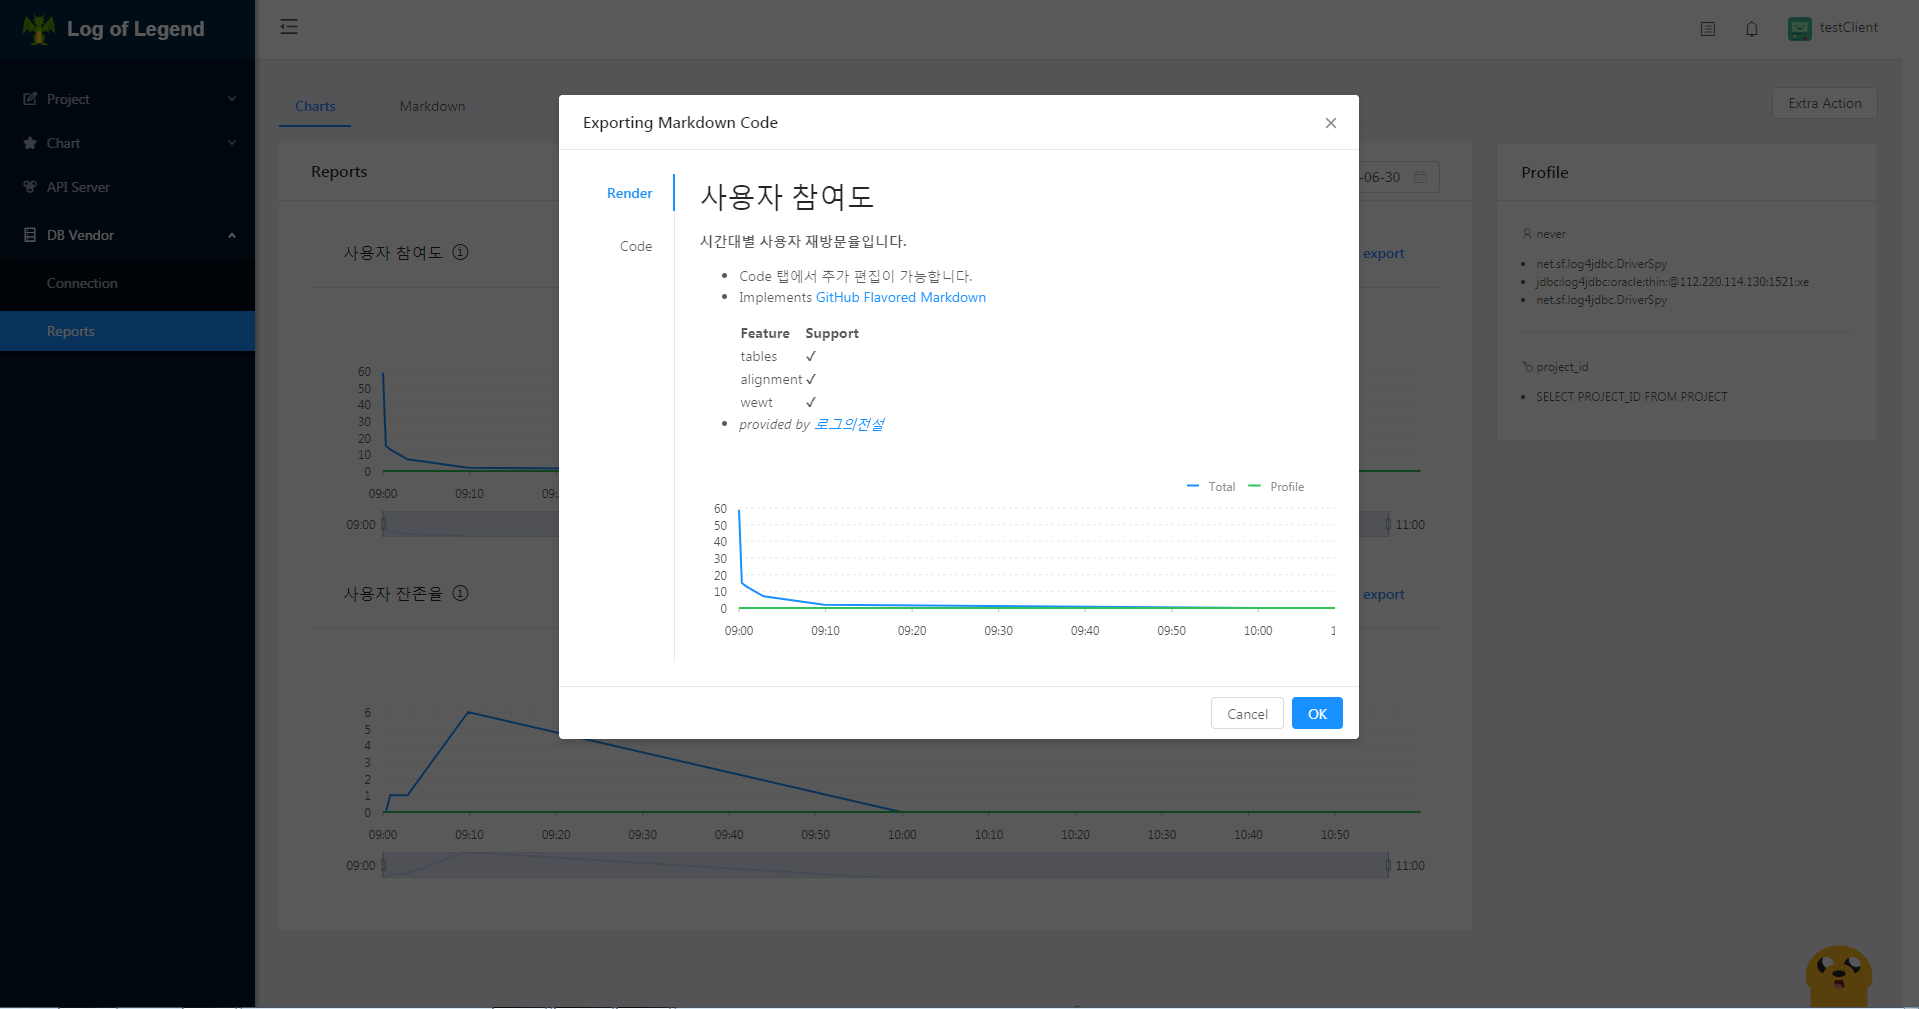 Log of Legend
testClient
Project
Chart
API Server
DB Vendor
Connection
Reports
Charts
Markdown
Extra Action
Reports
-06-30
사용자 참여도
export
60
50
40
30
20
10
0
09:00
09:10
09:
09:00
11:00
사용자 잔존율
export
6
5
4
3
2
1
0
09:00
09:10
09:20
09:30
09:40
09:50
10:00
10:10
10:20
10:30
10:40
10:50
09:00
11:00
Profile
never
net.sf.log4jdbc.DriverSpy
jdbc:log4jdbc:oracle:thin:@112.220.114.130:1521:xe
net.sf.log4jdbc.DriverSpy
project_id
SELECT PROJECT_ID FROM PROJECT
Exporting Markdown Code
Render
Code
사용자 참여도
시간대별 사용자 재방문율입니다.
Code 탭에서 추가 편집이 가능합니다.
Implements GitHub Flavored Markdown
Feature Support
tables ✓
alignment ✓
wewt ✓
provided by 로그의전설
Total Profile
60
50
40
30
20
10
0
09:00
09:10
09:20
09:30
09:40
09:50
10:00
1
Cancel
OK